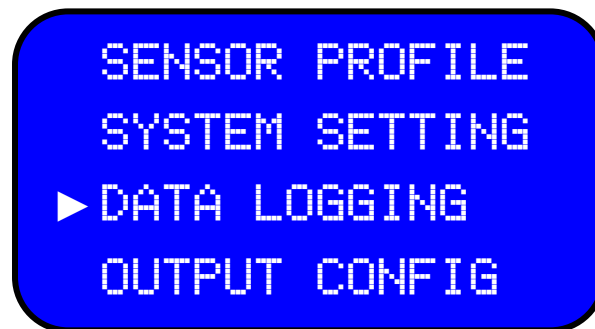 SENSOR PROFILE
SYSTEM SETTING
►DATA LOGGING
OUTPUT CONFIG